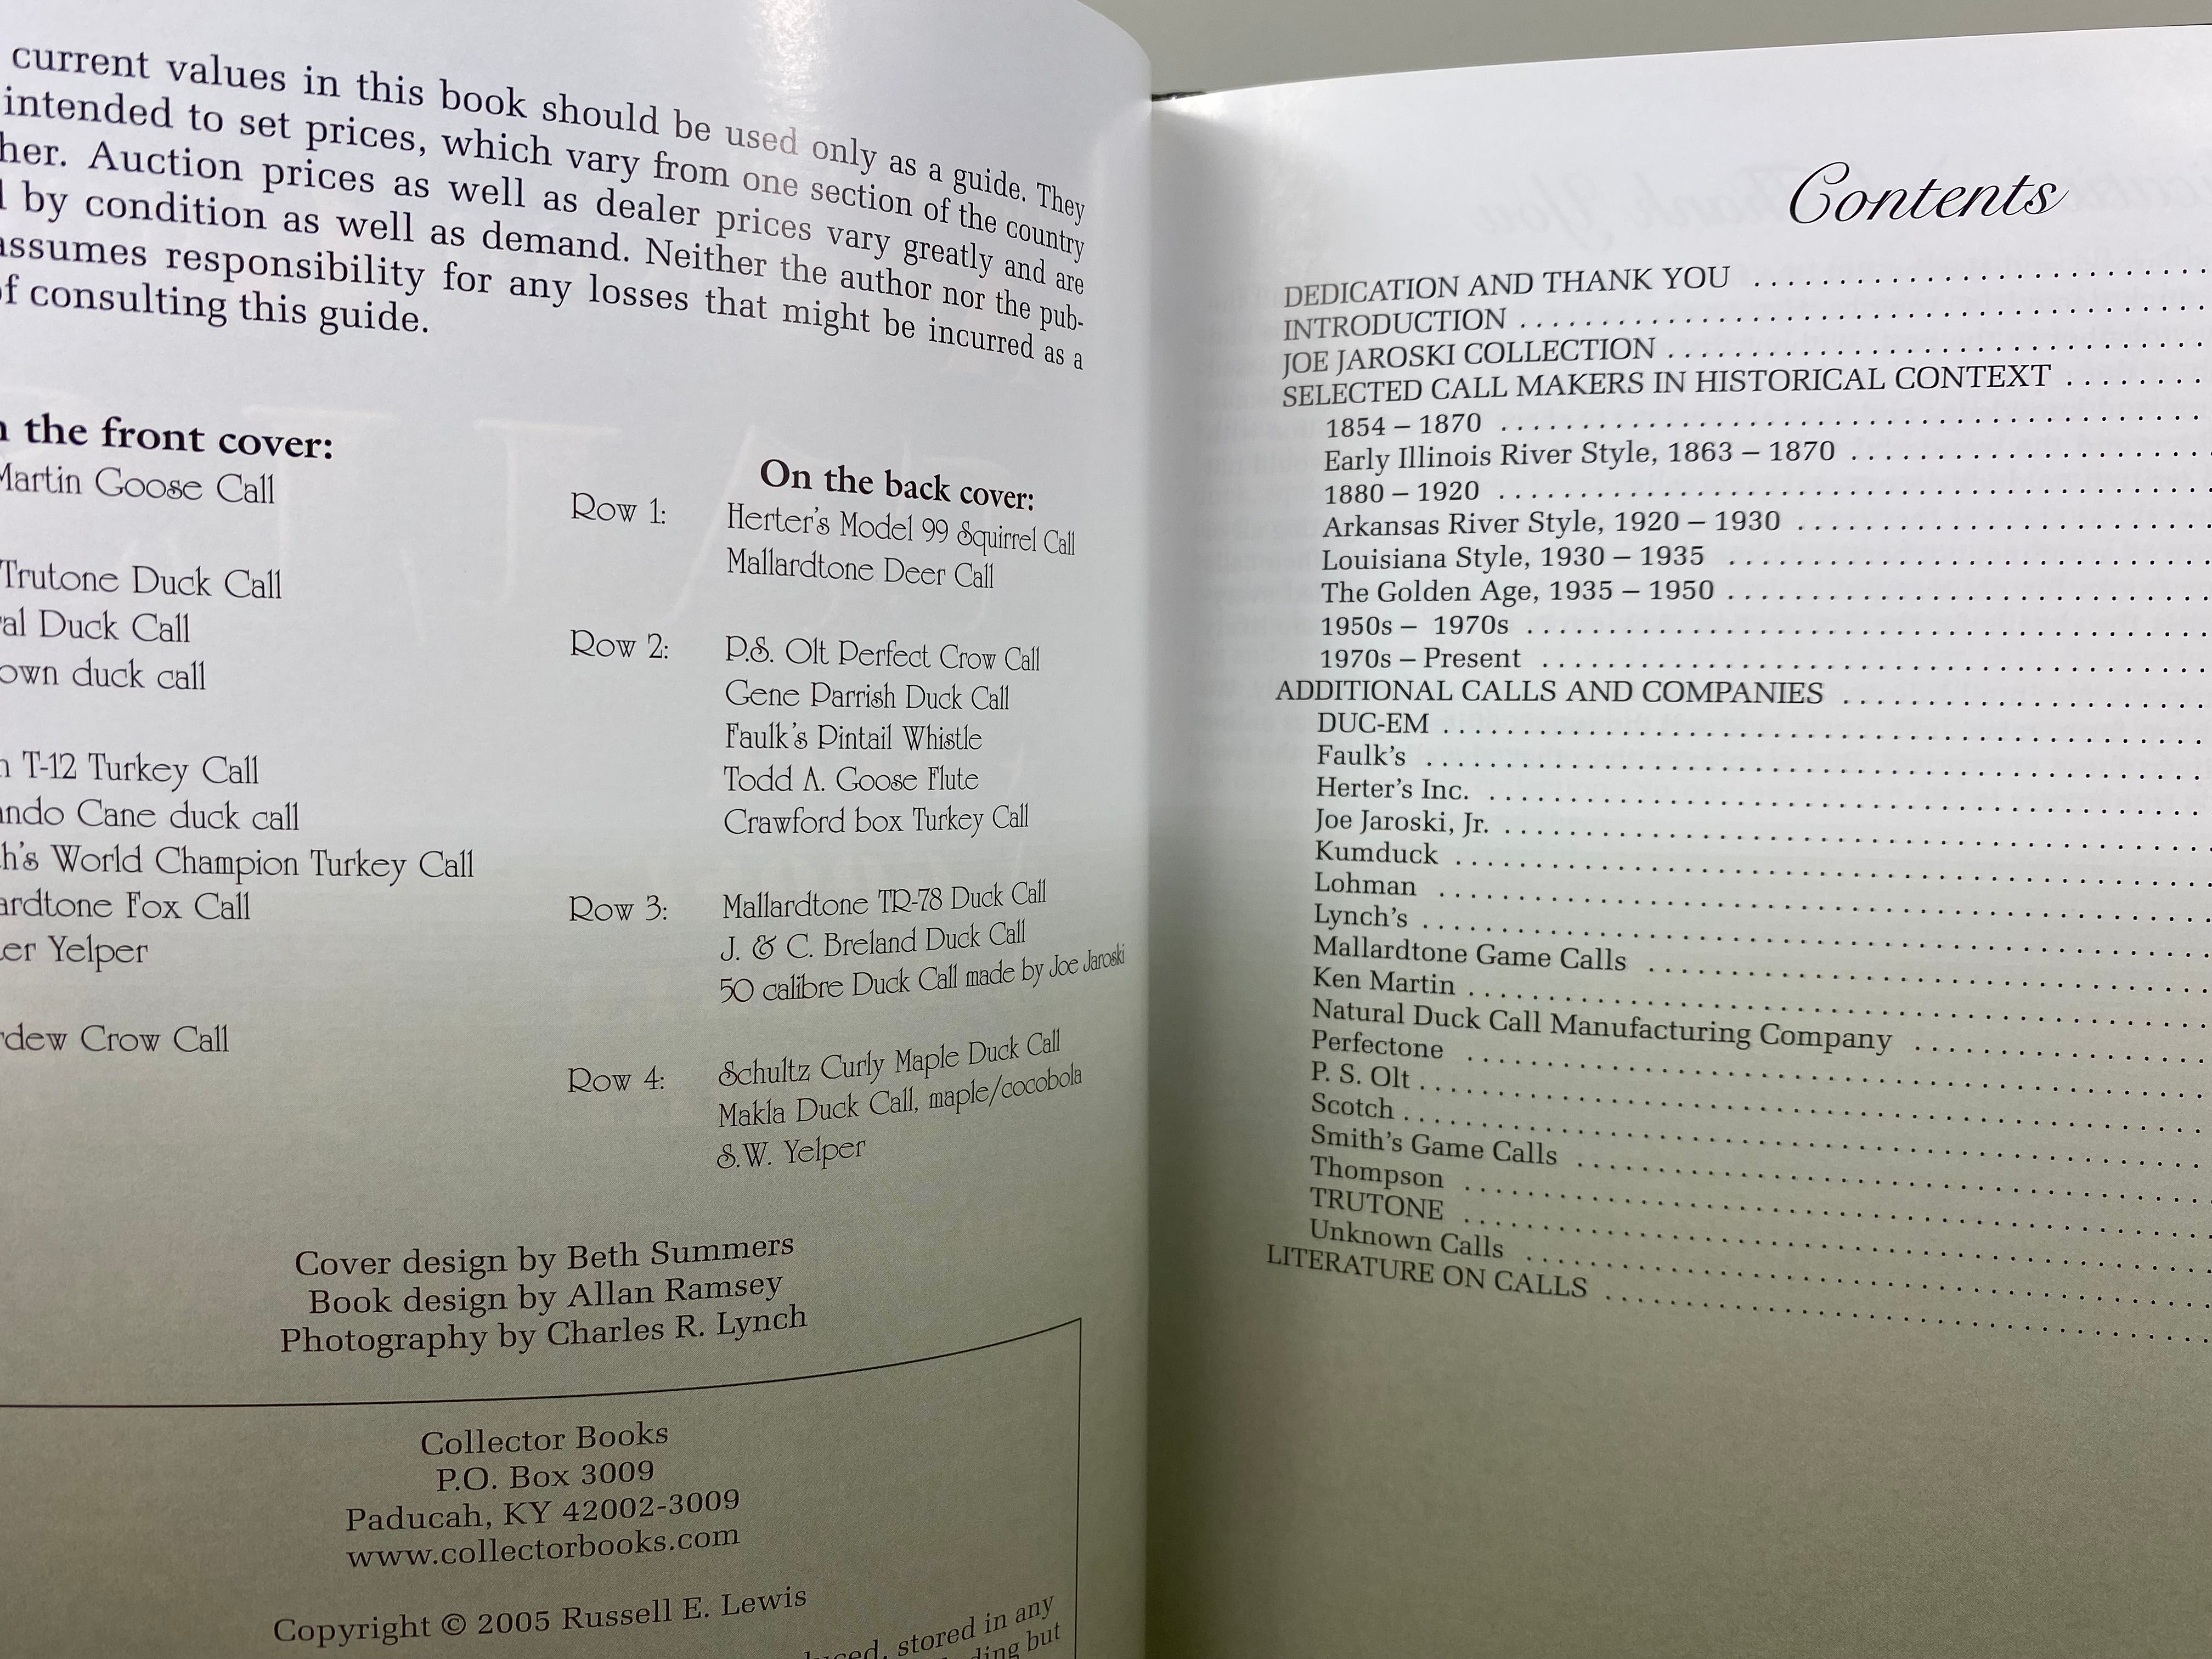 current values in this book should be used only as a guide. They
intended to set prices, which vary from one section of the country
her. Auction prices as well as dealer prices vary greatly and are
by condition as well as demand. Neither the author nor the pub-
assumes responsibility for any losses that might be incurred as a
of consulting this guide.
the front cover:
Martin Goose Call
Trutone Duck Call
al Duck Call
own duck call
T-12 Turkey Call
ando Cane duck call
h's World Champion Turkey Call
ardtone Fox Call
er Yelper
dew Crow Call
On the back cover:
Row 1: Herter's Model 99 Squirrel Call
Mallardtone Deer Call
Row 2: P.S. Olt Perfect Crow Call
Gene Parrish Duck Call
Faulk's Pintail Whistle
Todd A. Goose Flute
Crawford box Turkey Call
Row 3: Mallardtone TR-78 Duck Call
J. & C. Breland Duck Call
50 calibre Duck Call made by Joe Jaroski
Row 4: Schultz Curly Maple Duck Call
Makla Duck Call, maple/cocobola
S.W. Yelper
Cover design by Beth Summers
Book design by Allan Ramsey
Photography by Charles R. Lynch
Collector Books
P.O. Box 3009
Paducah, KY 42002-3009
www.collectorbooks.com
Copyright © 2005 Russell E. Lewis
uced, stored in any
ding but
Contents
DEDICATION AND THANK YOU
INTRODUCTION
JOE JAROSKI COLLECTION
SELECTED CALL MAKERS IN HISTORICAL CONTEXT
1854 – 1870
Early Illinois River Style, 1863 – 1870
1880 – 1920
Arkansas River Style, 1920 – 1930
Louisiana Style, 1930 – 1935
The Golden Age, 1935 – 1950
1950s – 1970s
1970s – Present
ADDITIONAL CALLS AND COMPANIES
DUC-EM
Faulk's
Herter's Inc.
Joe Jaroski, Jr.
Kumduck
Lohman
Lynch's
Mallardtone Game Calls
Ken Martin
Natural Duck Call Manufacturing Company
Perfectone
P. S. Olt
Scotch
Smith's Game Calls
Thompson
TRUTONE
Unknown Calls
LITERATURE ON CALLS